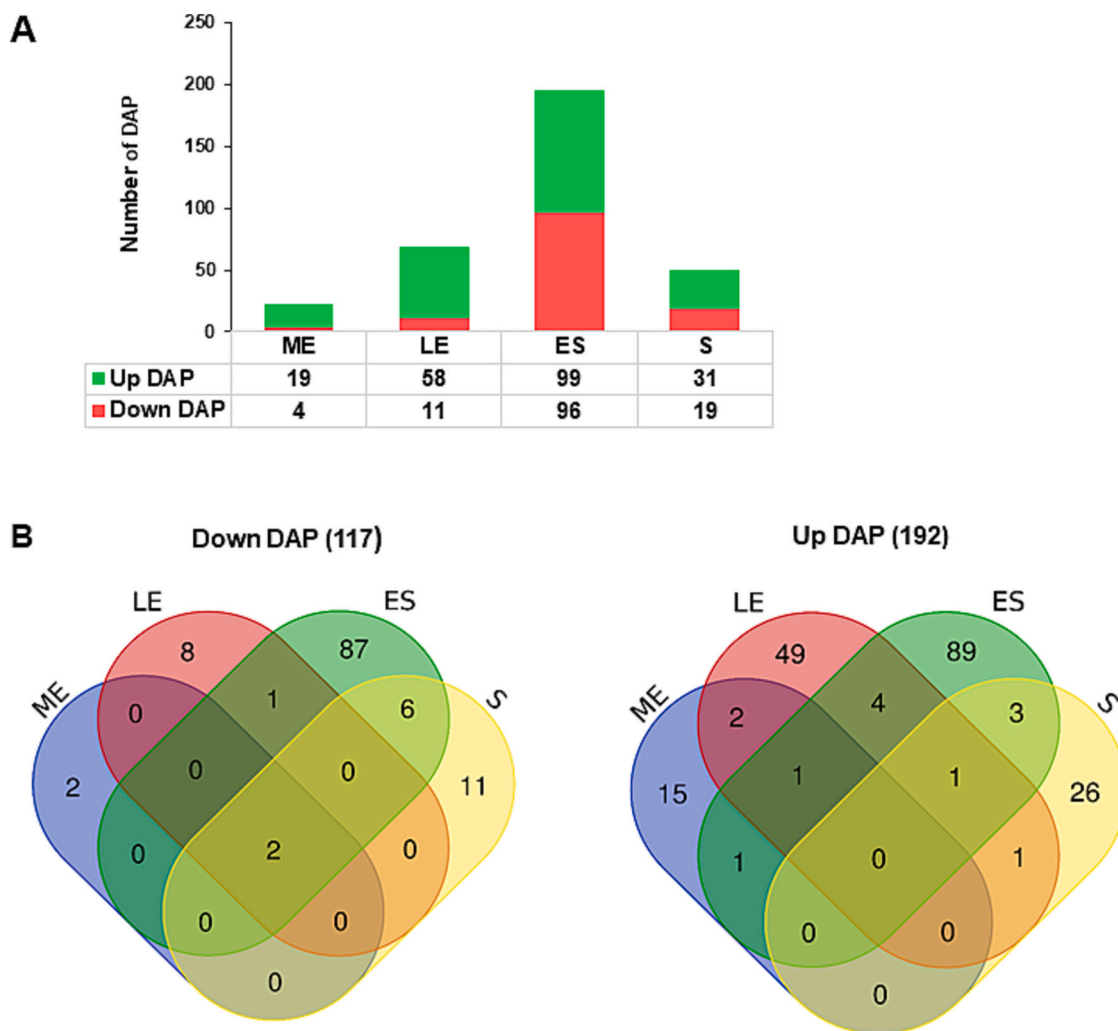 A
250
200
150
100
50
0
Number of DAP
ME LE ES S
Up DAP 19 58 99 31
Down DAP 4 11 96 19
B
Down DAP (117)
LE ES
ME S
8 87
0 1 6
2 0 0 11
0 2 0
0 0
0
Up DAP (192)
LE ES
ME S
49 89
2 4 3
15 1 1 26
1 0 1
0 0
0